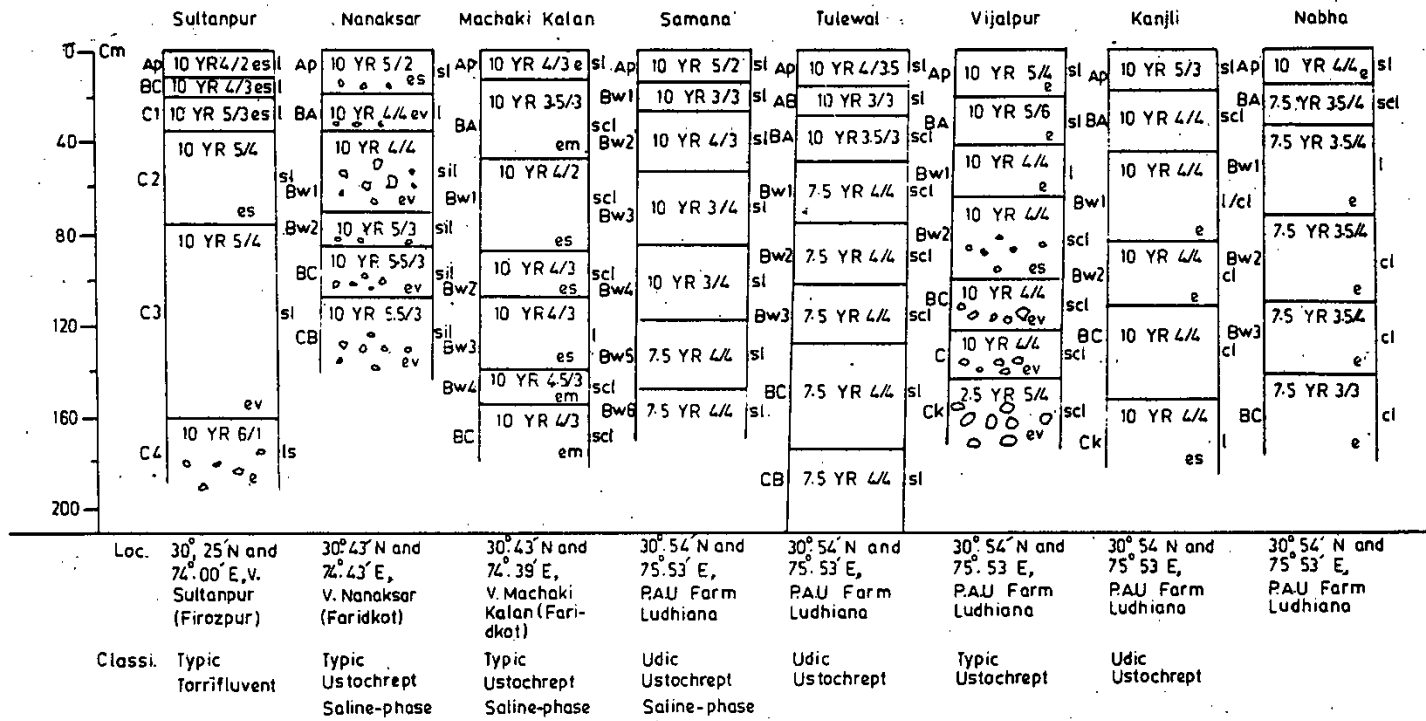 Sultanpur Nanaksar Machaki Kalan Samana Tulewal Vijalpur Kanjli Nabha
0 Cm
40
80
120
160
200
Ap 10 YR 4/2 es l
BC 10 YR 4/3 es l
C1 10 YR 5/3 es l
C2 10 YR 5/4 es sl
C3 10 YR 5/4 ev sl
C4 10 YR 6/1 e ls
Ap 10 YR 5/2 es sl
BA 10 YR 4/4 ev l
Bw1 10 YR 4/4 ev sil
Bw2 10 YR 5/3 sil
BC 10 YR 5.5/3 ev sil
CB 10 YR 5.5/3 ev sil
Ap 10 YR 4/3 e sl
BA 10 YR 3.5/3 em scl
Bw1 10 YR 4/2 es scl
Bw2 10 YR 4/3 es scl
Bw3 10 YR 4/3 es l
Bw4 10 YR 4.5/3 em scl
BC 10 YR 4/3 em scl
Ap 10 YR 5/2 sl
Bw1 10 YR 3/3 sl
Bw2 10 YR 4/3 sl
Bw3 10 YR 3/4 sl
Bw4 10 YR 3/4 sl
Bw5 7.5 YR 4/4 sl
Bw6 7.5 YR 4/4 sl
Ap 10 YR 4/3.5 sl
AB 10 YR 3/3 sl
BA 10 YR 3.5/3 scl
Bw1 7.5 YR 4/4 scl
Bw2 7.5 YR 4/4 scl
Bw3 7.5 YR 4/4 scl
BC 7.5 YR 4/4 sl
CB 7.5 YR 4/4 sl
Ap 10 YR 5/4 e sl
BA 10 YR 5/6 e sl
Bw1 10 YR 4/4 e l
Bw2 10 YR 4/4 es scl
BC 10 YR 4/4 ev scl
C 10 YR 4/4 ev scl
Ck 2.5 YR 5/4 ev scl
Ap 10 YR 5/3 sl
BA 10 YR 4/4 scl
Bw1 10 YR 4/4 e l/cl
Bw2 10 YR 4/4 e cl
BC 10 YR 4/4 cl
Ck 10 YR 4/4 es l
Ap 10 YR 4/4 e sl
BA 7.5 YR 3.5/4 scl
Bw1 7.5 YR 3.5/4 e l
Bw2 7.5 YR 3.5/4 e cl
Bw3 7.5 YR 3.5/4 e cl
BC 7.5 YR 3/3 e cl
Loc.
30° 25´N and
74°.00´E,V.
Sultanpur
(Firozpur)
30°.43´N and
74°.43´E,
V. Nanaksar
(Faridkot)
30°.43´N and
74°.39´E,
V. Machaki
Kalan (Fari-
dkot)
30°.54´N and
75°.53´E,
P.A.U Farm
Ludhiana
30°.54´N and
75°.53´E,
P.A.U Farm
Ludhiana
30°.54´N and
75°.53 E,
P.A.U Farm
Ludhiana
30°.54 N and
75°.53 E,
P.A.U Farm
Ludhiana
30°.54´N and
75°.53 E,
P.A.U Farm
Ludhiana
Classi.
Typic
Torrifluvent
Typic
Ustochrept
Saline-phase
Typic
Ustochrept
Saline-phase
Udic
Ustochrept
Saline-phase
Udic
Ustochrept
Typic
Ustochrept
Udic
Ustochrept